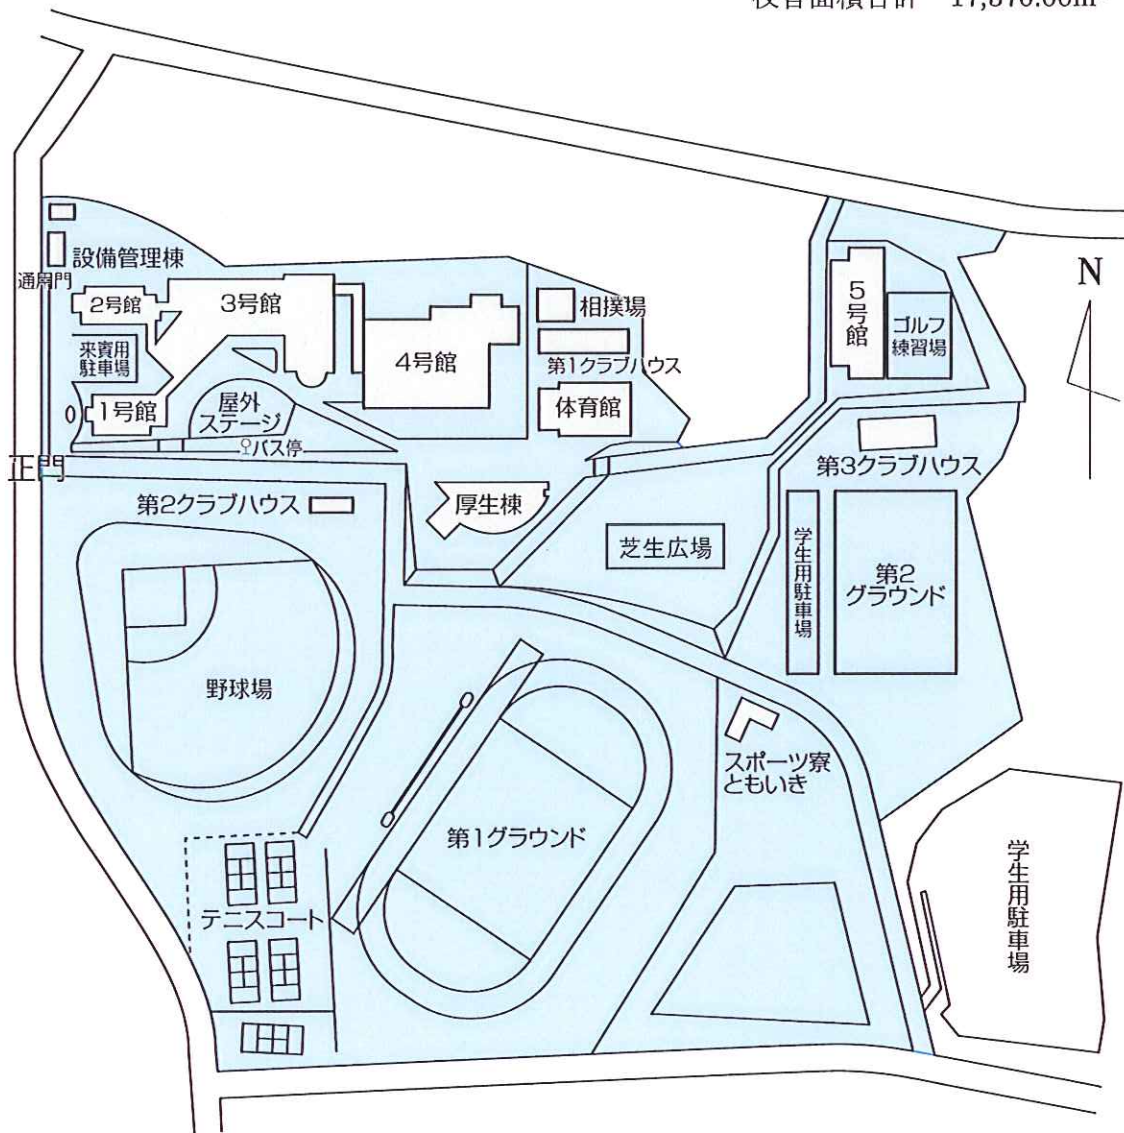 N
設備管理棟
通用門
2号館
3号館
来賓用
駐車場
1号館
屋外
ステージ
バス停
正門
4号館
相撲場
第1クラブハウス
体育館
5号館
ゴルフ
練習場
第3クラブハウス
第2クラブハウス
厚生棟
芝生広場
学生用駐車場
第2
グラウンド
野球場
スポーツ寮
ともいき
第1グラウンド
テニスコート
学生用駐車場